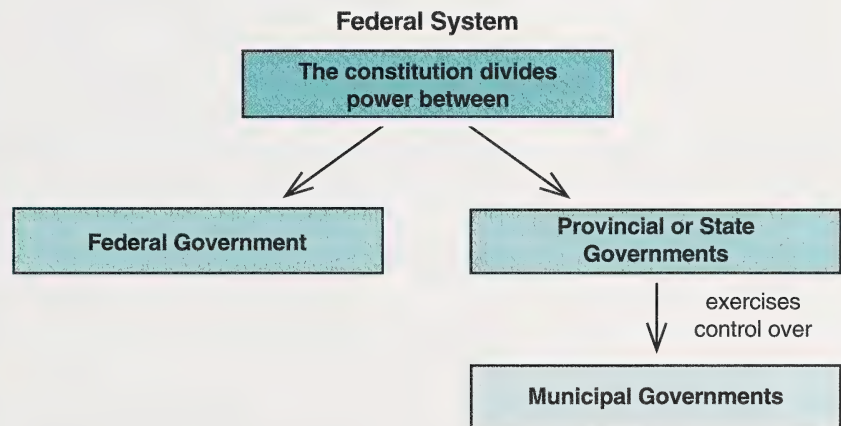 Federal System
The constitution divides
power between
Federal Government
Provincial or State
Governments
exercises
control over
Municipal Governments